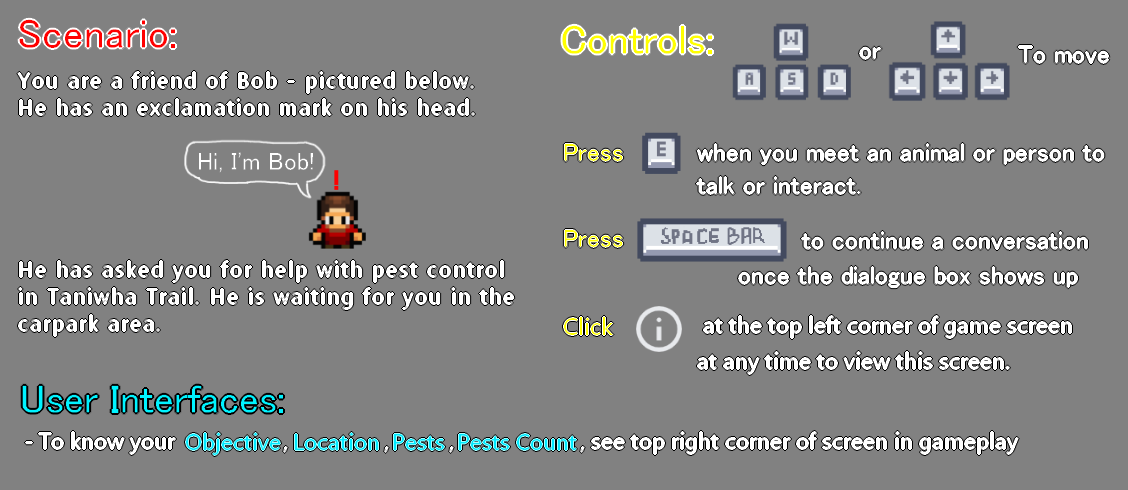 Scenario:
You are a friend of Bob - pictured below.
He has an exclamation mark on his head.
Hi, I'm Bob!
!
He has asked you for help with pest control
in Taniwha Trail. He is waiting for you in the
carpark area.
Controls:
W
A S D
or
To move
Press E when you meet an animal or person to
talk or interact.
Press SPACE BAR to continue a conversation
once the dialogue box shows up
Click i at the top left corner of game screen
at any time to view this screen.
User Interfaces:
- To know your Objective, Location, Pests, Pests Count, see top right corner of screen in gameplay